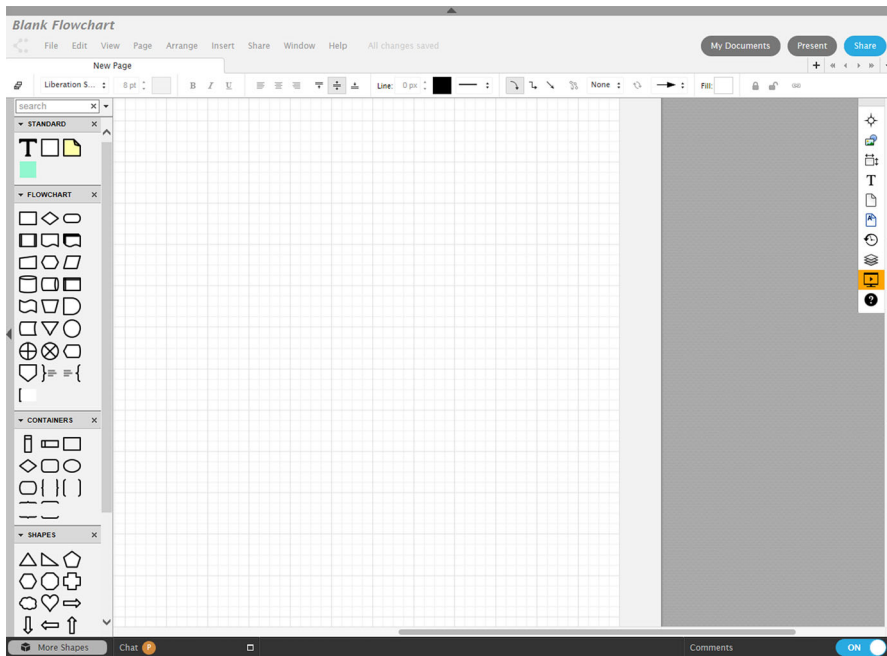 Blank Flowchart
File Edit View Page Arrange Insert Share Window Help All changes saved
My Documents Present Share
New Page
Liberation S... 8 pt B I U Line: 0 px None Fill:
search
STANDARD
T
FLOWCHART
CONTAINERS
SHAPES
More Shapes Chat P Comments ON